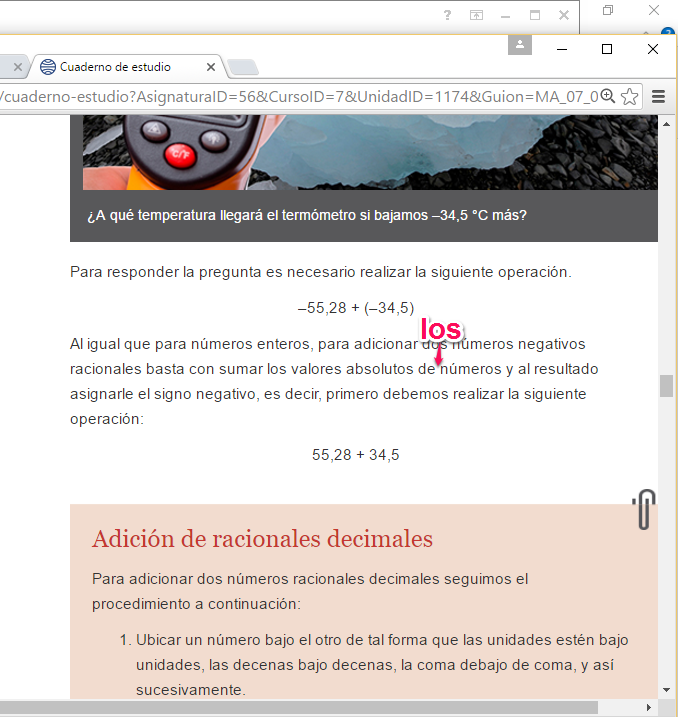 ?
2
Cuaderno de estudio
/cuaderno-estudio?AsignaturaID=56&CursoID=7&UnidadID=1174&Guion=MA_07_0
C/F
¿A qué temperatura llegará el termómetro si bajamos –34,5 °C más?
Para responder la pregunta es necesario realizar la siguiente operación.
–55,28 + (–34,5)
los
Al igual que para números enteros, para adicionar dos números negativos
racionales basta con sumar los valores absolutos de números y al resultado
asignarle el signo negativo, es decir, primero debemos realizar la siguiente
operación:
55,28 + 34,5
Adición de racionales decimales
Para adicionar dos números racionales decimales seguimos el
procedimiento a continuación:
1. Ubicar un número bajo el otro de tal forma que las unidades estén bajo
unidades, las decenas bajo decenas, la coma debajo de coma, y así
sucesivamente.